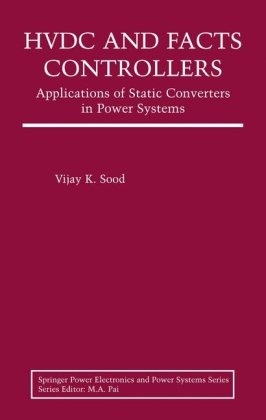 HVDC AND FACTS
CONTROLLERS
Applications of Static Converters
in Power Systems
Vijay K. Sood
Springer Power Electronics and Power Systems Series
Series Editor: M.A. Pai